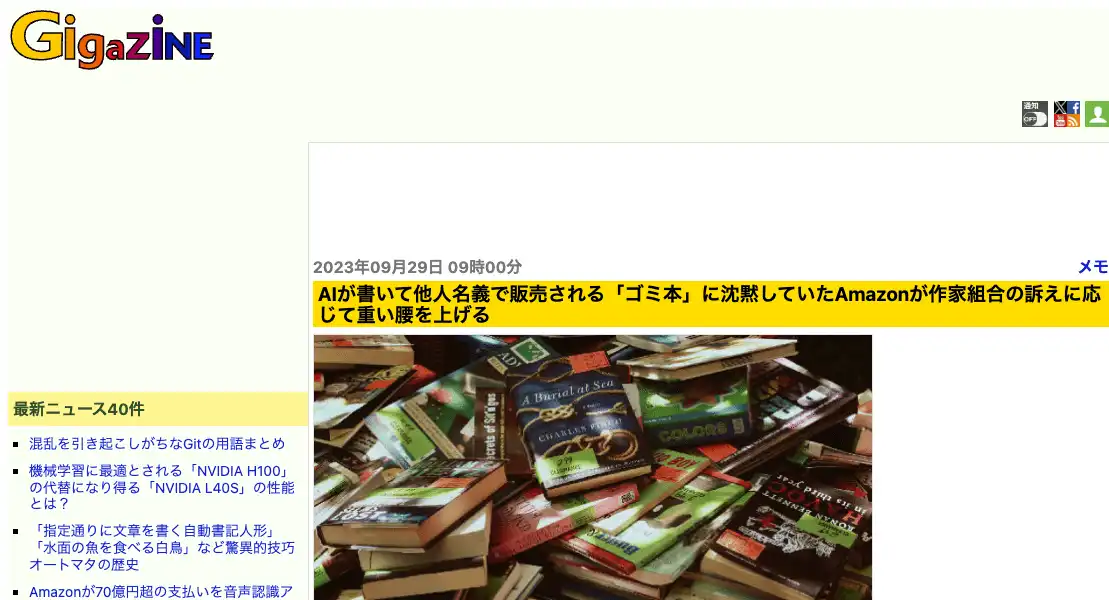 GigaZiNE
通知
OFF
2023年09月29日 09時00分
メモ
AIが書いて他人名義で販売される「ゴミ本」に沈黙していたAmazonが作家組合の訴えに応
じて重い腰を上げる
A Burial at Sea
CHARLES FINCH
COLORS
KONAN BENNETT
HAVOC
in its third year
最新ニュース40件
混乱を引き起こしがちなGitの用語まとめ
機械学習に最適とされる「NVIDIA H100」
の代替になり得る「NVIDIA L40S」の性能
とは？
「指定通りに文章を書く自動書記人形」
「水面の魚を食べる白鳥」など驚異的技巧
オートマタの歴史
Amazonが70億円超の支払いを音声認識ア